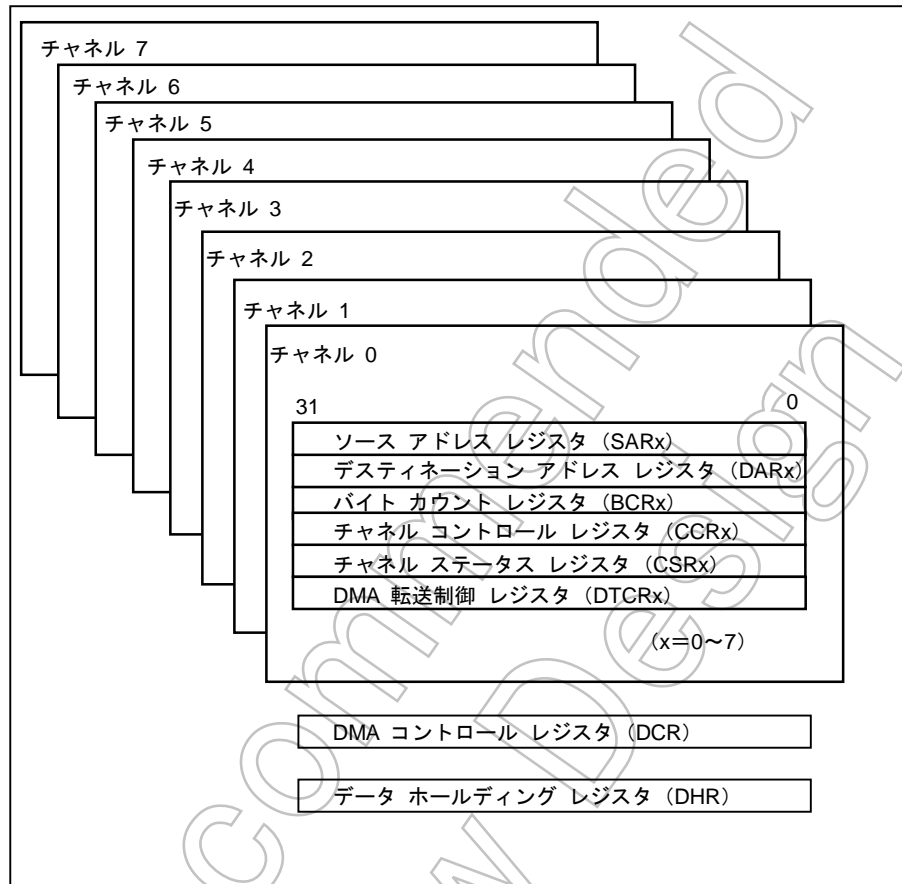 チャネル 7
チャネル 6
チャネル 5
チャネル 4
チャネル 3
チャネル 2
チャネル 1
チャネル 0
31 0
ソース アドレス レジスタ (SARx)
デスティネーション アドレス レジスタ (DARx)
バイト カウント レジスタ (BCRx)
チャネル コントロール レジスタ (CCRx)
チャネル ステータス レジスタ (CSRx)
DMA 転送制御 レジスタ (DTCRx)
(x=0~7)
DMA コントロール レジスタ (DCR)
データ ホールディング レジスタ (DHR)
commended
w Design